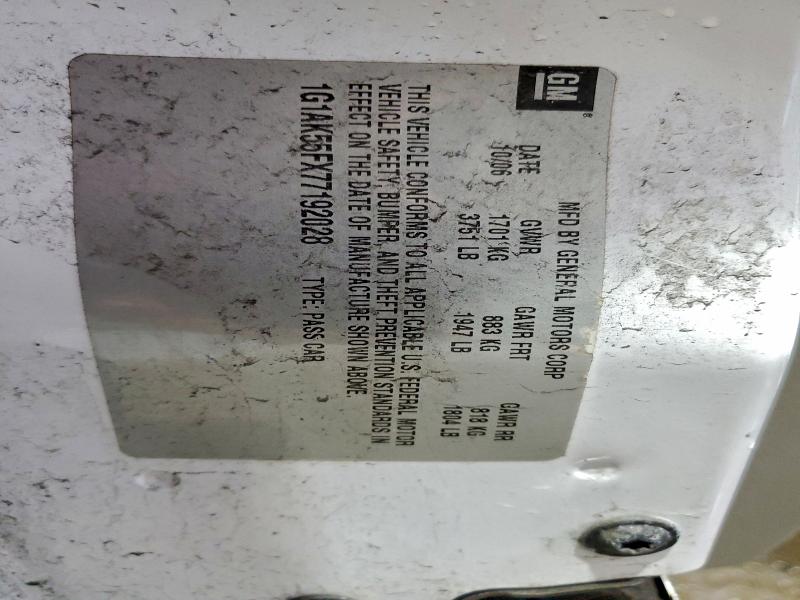 GM
MFD BY GENERAL MOTORS CORP
DATE GVWR GAWR FRT GAWR RR
10/06 1701 KG 883 KG 818 KG
3751 LB 1947 LB 1804 LB
THIS VEHICLE CONFORMS TO ALL APPLICABLE U.S. FEDERAL MOTOR
VEHICLE SAFETY, BUMPER, AND THEFT PREVENTION STANDARDS IN
EFFECT ON THE DATE OF MANUFACTURE SHOWN ABOVE.
1G1AK55FX77192028 TYPE: PASS CAR